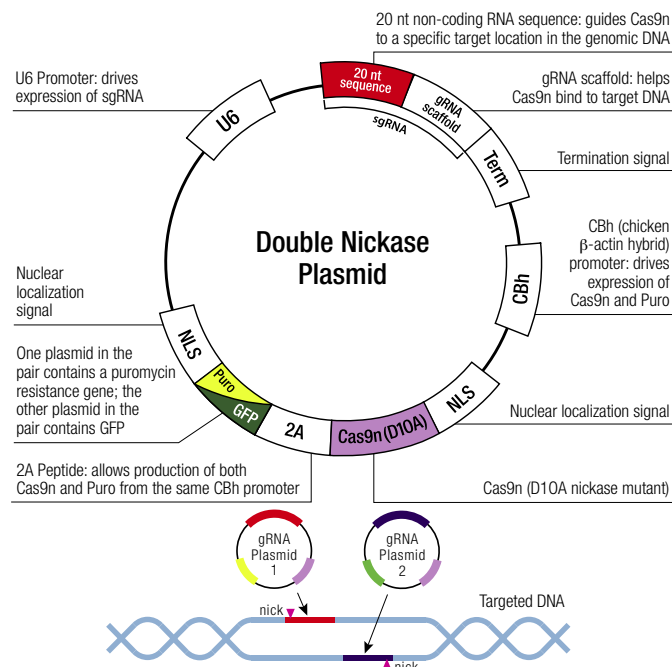 20 nt non-coding RNA sequence: guides Cas9n
to a specific target location in the genomic DNA
U6 Promoter: drives
expression of sgRNA
gRNA scaffold: helps
Cas9n bind to target DNA
20 nt
sequence
gRNA
scaffold
sgRNA
U6
Term
Termination signal
Double Nickase
Plasmid
CBh (chicken
β-actin hybrid)
promoter: drives
expression of
Cas9n and Puro
CBh
Nuclear
localization
signal
NLS
One plasmid in the
pair contains a puromycin
resistance gene; the
other plasmid in the
pair contains GFP
Puro
GFP
2A
Cas9n (D10A)
NLS
Nuclear localization signal
2A Peptide: allows production of both
Cas9n and Puro from the same CBh promoter
Cas9n (D10A nickase mutant)
gRNA
Plasmid
1
gRNA
Plasmid
2
nick
Targeted DNA
nick